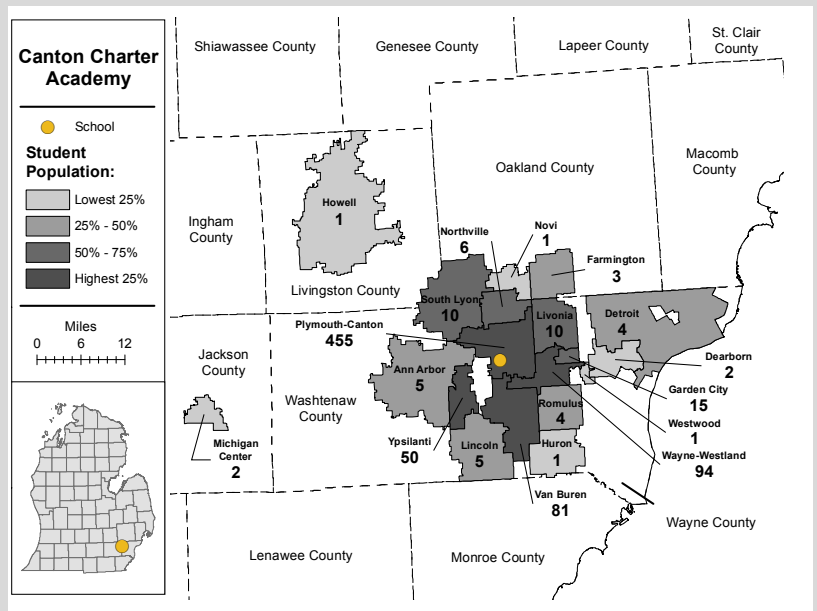 Canton Charter
Academy
School
Student
Population:
Lowest 25%
25% - 50%
50% - 75%
Highest 25%
Miles
0 6 12
Shiawassee County
Genesee County
Lapeer County
St. Clair
County
Oakland County
Macomb
County
Ingham
County
Howell
1
Livingston County
Northville
6
Novi
1
Farmington
3
South Lyon
10
Livonia
10
Detroit
4
Plymouth-Canton
455
Dearborn
2
Jackson
County
Ann Arbor
5
Garden City
15
Washtenaw
County
Romulus
4
Westwood
1
Michigan
Center
2
Ypsilanti
50
Lincoln
5
Huron
1
Wayne-Westland
94
Van Buren
81
Wayne County
Lenawee County
Monroe County